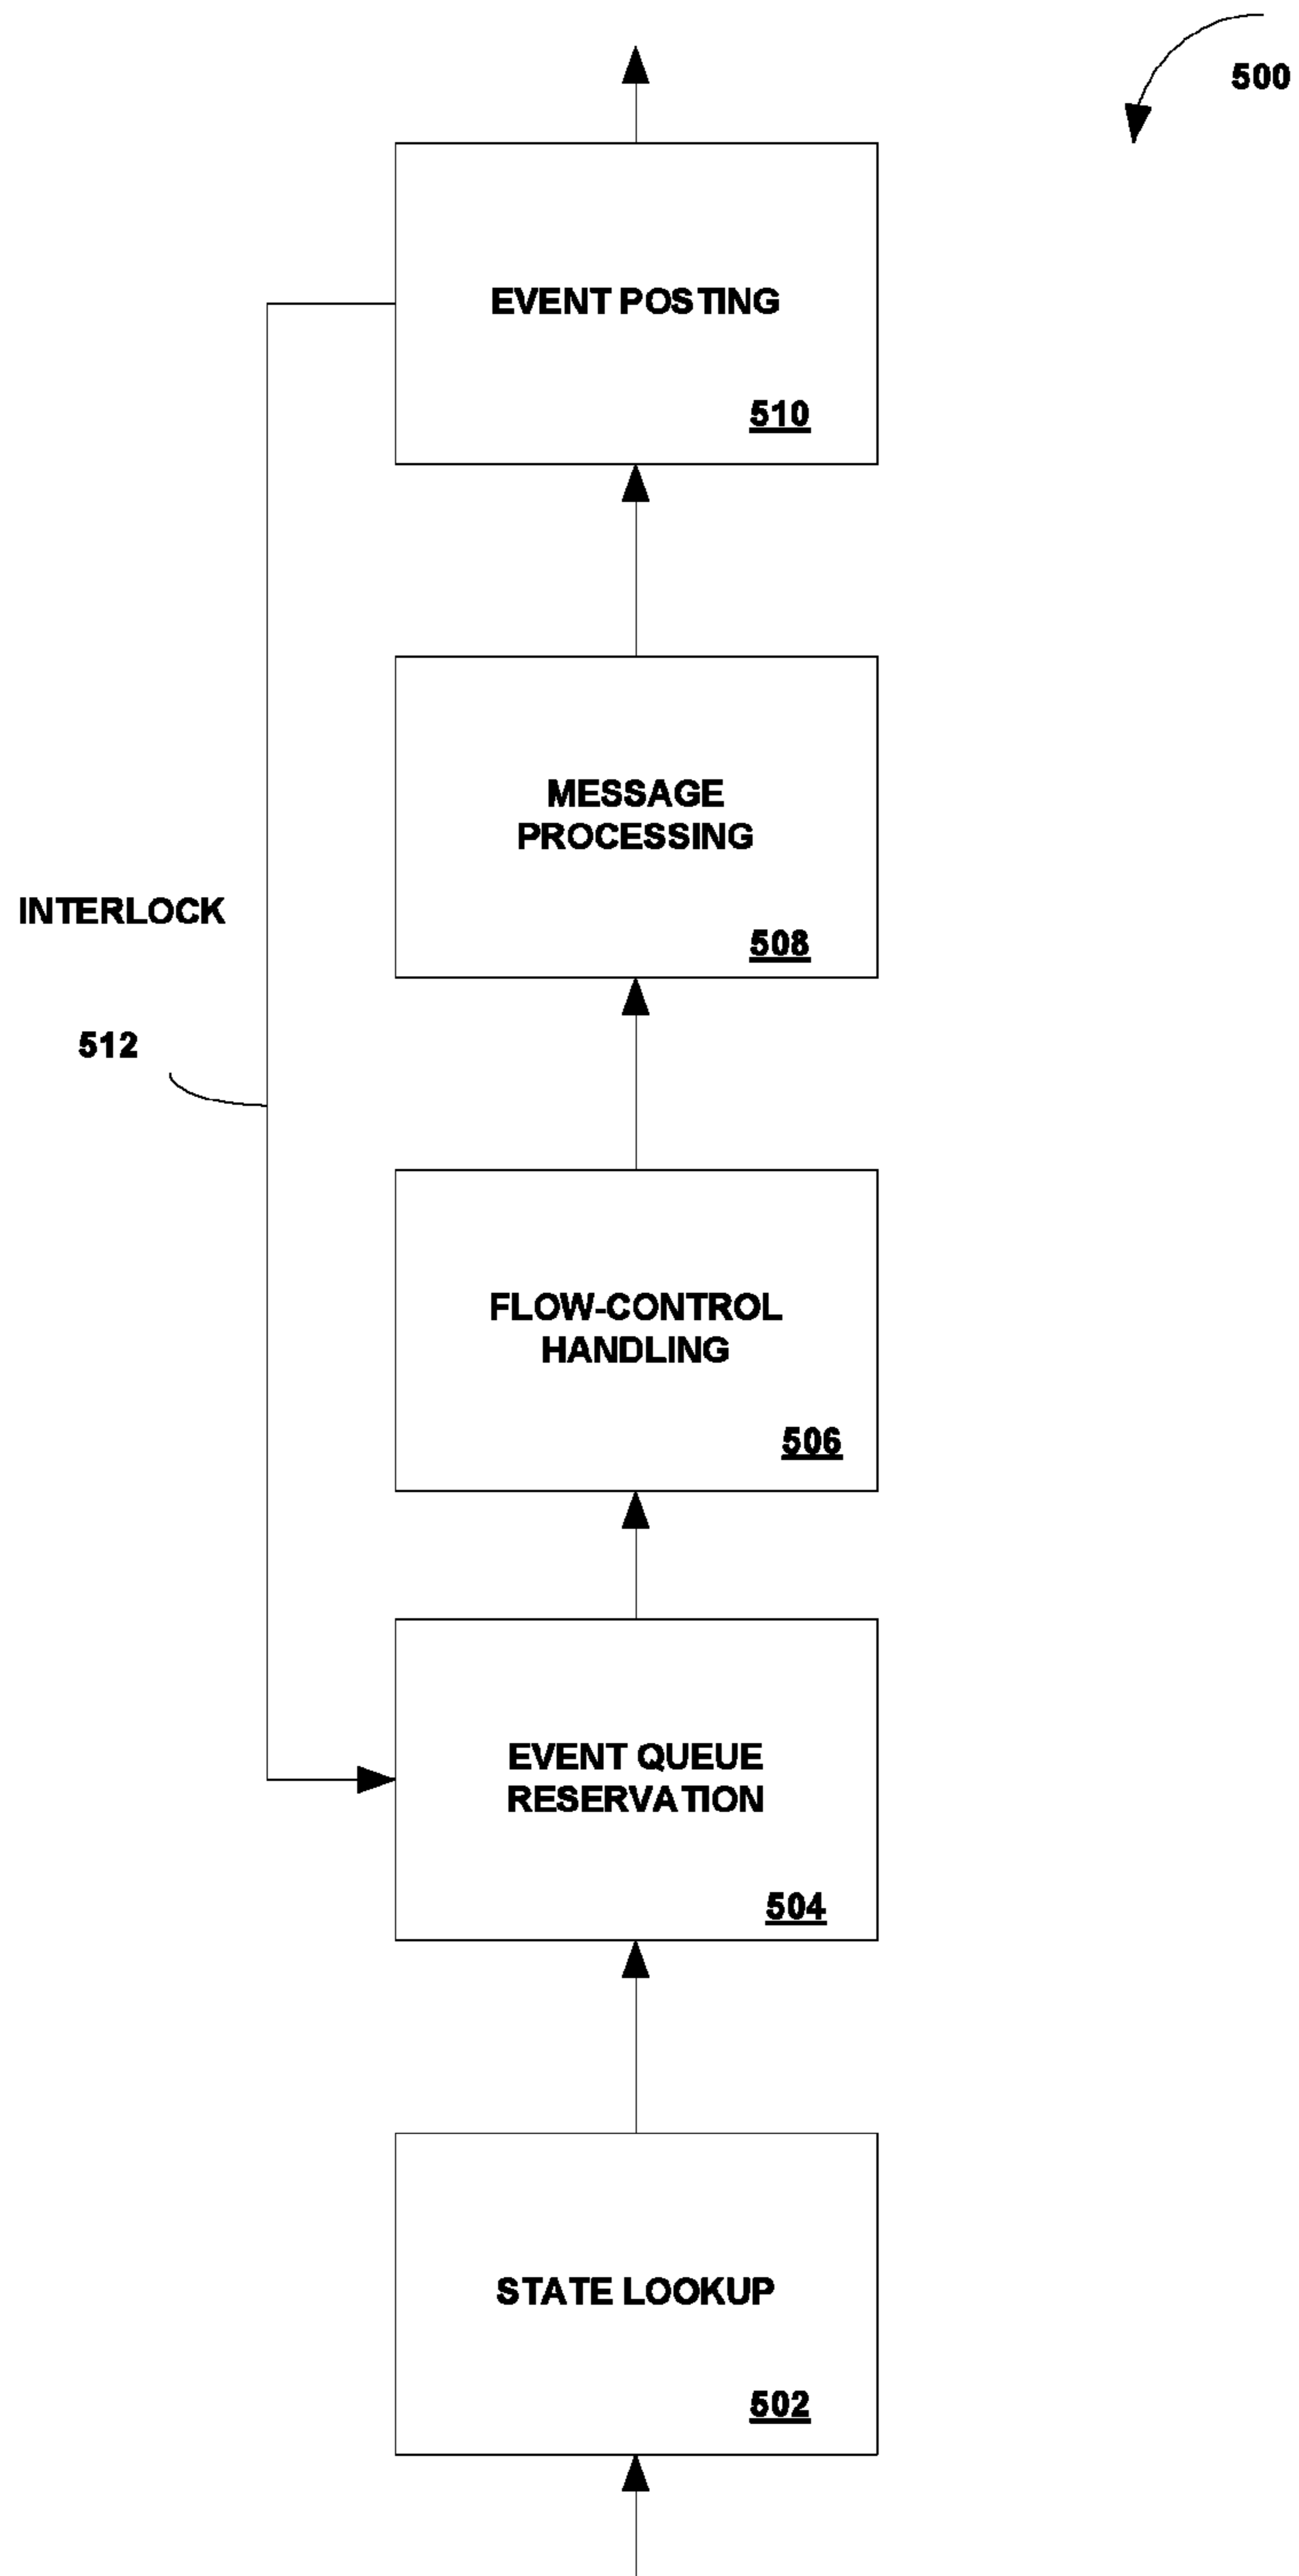 500
EVENT POSTING
510
MESSAGE
PROCESSING
508
INTERLOCK
512
FLOW-CONTROL
HANDLING
506
EVENT QUEUE
RESERVATION
504
STATE LOOKUP
502